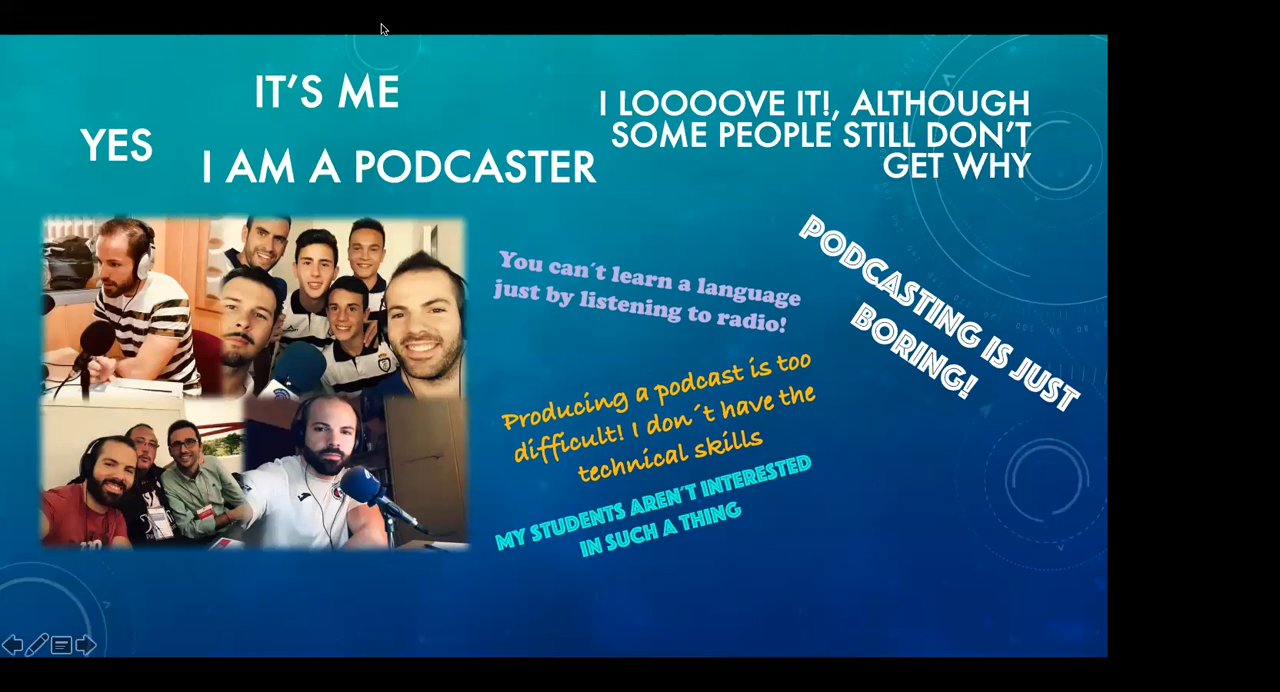 IT'S ME
YES
I AM A PODCASTER
I LOOOOVE IT!, ALTHOUGH
SOME PEOPLE STILL DON'T
GET WHY
You can´t learn a language
just by listening to radio!
PODCASTING IS JUST
BORING!
Producing a podcast is too
difficult! I don´t have the
technical skills
MY STUDENTS AREN´T INTERESTED
IN SUCH A THING